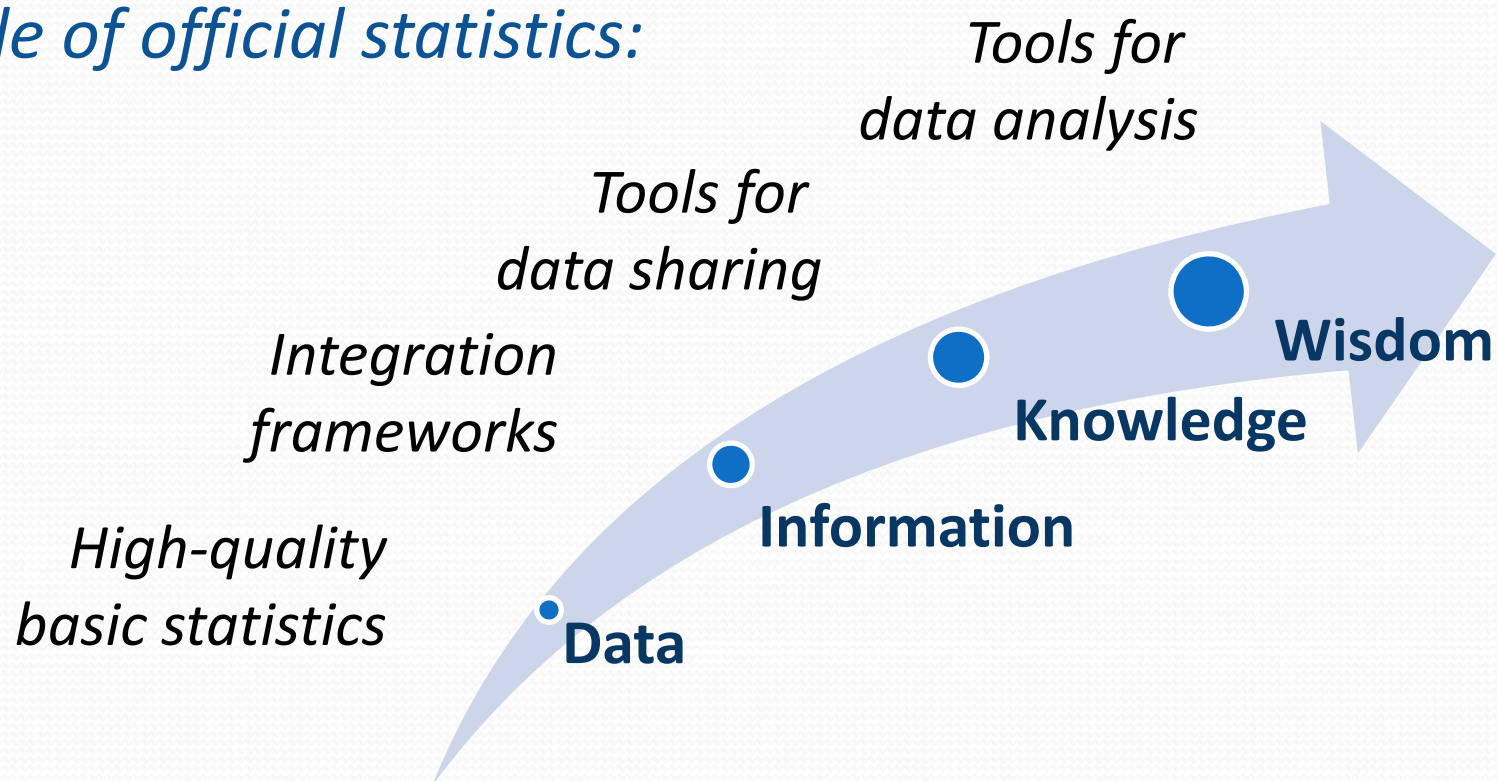 le of official statistics:
Tools for
data analysis
Tools for
data sharing
Integration
frameworks
High-quality
basic statistics
Wisdom
Knowledge
Information
Data